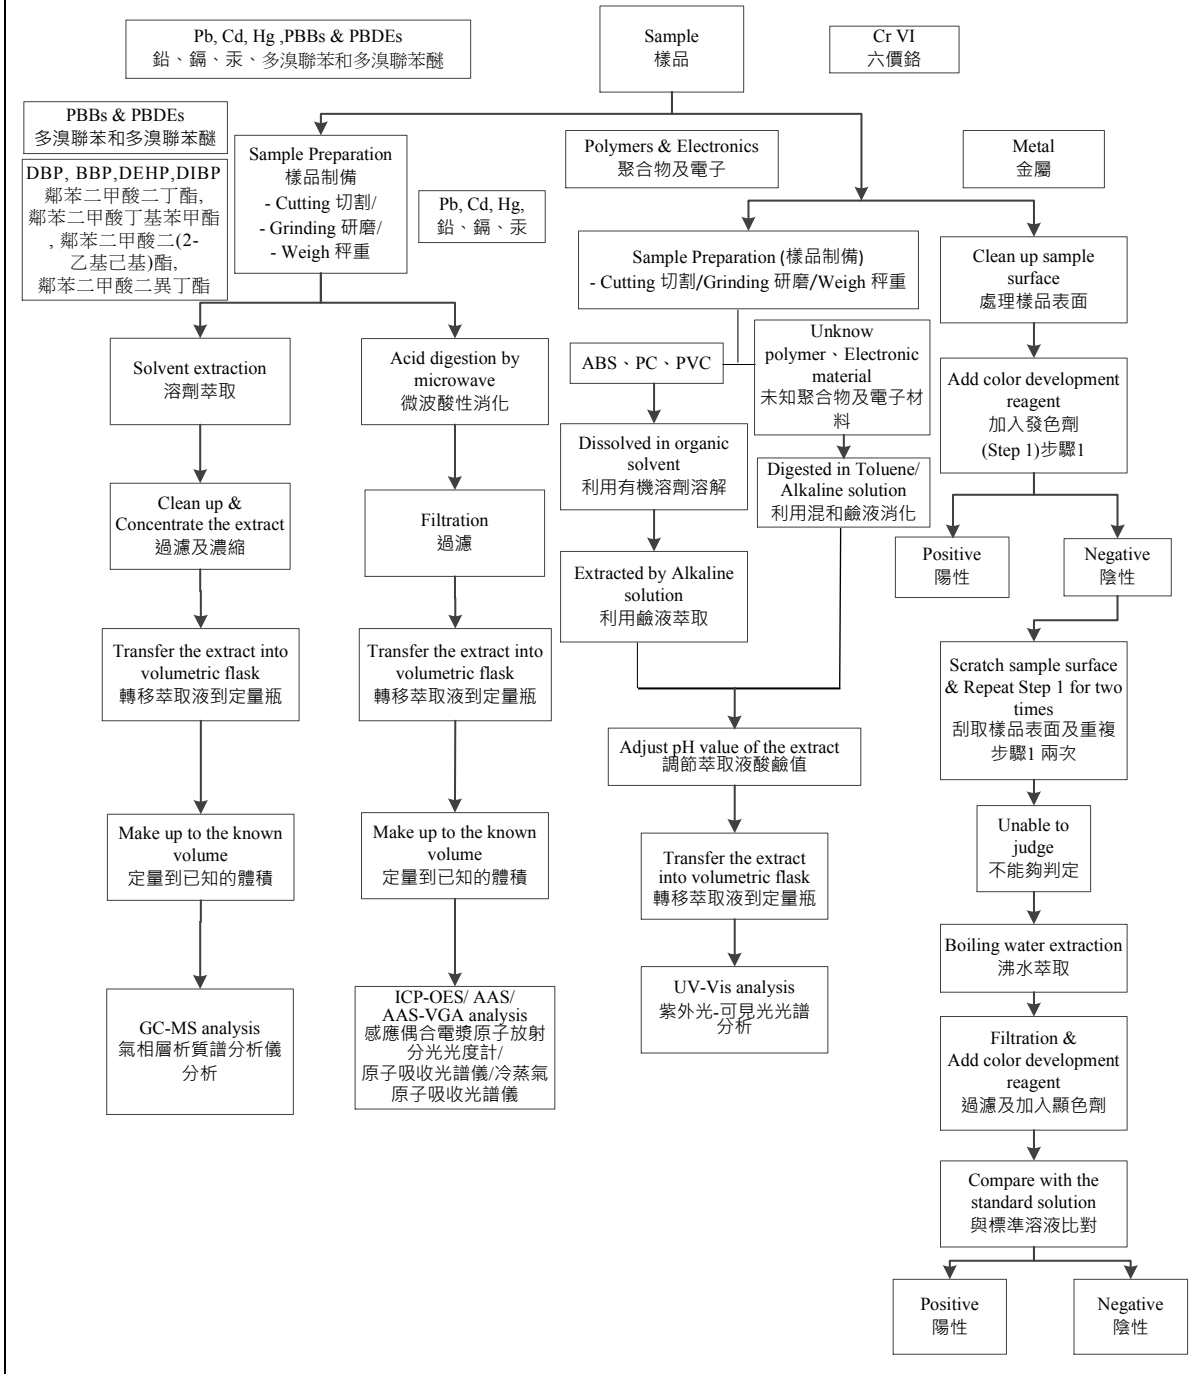 Pb, Cd, Hg ,PBBs & PBDEs
鉛、鎘、汞、多溴聯苯和多溴聯苯醚
Sample
樣品
Cr VI
六價鉻
PBBs & PBDEs
多溴聯苯和多溴聯苯醚
DBP, BBP,DEHP,DIBP
鄰苯二甲酸二丁酯,
鄰苯二甲酸丁基苯甲酯
, 鄰苯二甲酸二(2-
乙基己基)酯,
鄰苯二甲酸二異丁酯
Sample Preparation
樣品制備
- Cutting 切割/
- Grinding 研磨/
- Weigh 秤重
Pb, Cd, Hg,
鉛、鎘、汞
Polymers & Electronics
聚合物及電子
Metal
金屬
Sample Preparation (樣品制備)
- Cutting 切割/Grinding 研磨/Weigh 秤重
Clean up sample
surface
處理樣品表面
Solvent extraction
溶劑萃取
Acid digestion by
microwave
微波酸性消化
ABS、PC、PVC
Unknow
polymer、Electronic
material
未知聚合物及電子材
料
Add color development
reagent
加入發色劑
(Step 1)步驟1
Dissolved in organic
solvent
利用有機溶劑溶解
Digested in Toluene/
Alkaline solution
利用混和鹼液消化
Clean up &
Concentrate the extract
過濾及濃縮
Filtration
過濾
Positive
陽性
Negative
陰性
Extracted by Alkaline
solution
利用鹼液萃取
Transfer the extract into
volumetric flask
轉移萃取液到定量瓶
Transfer the extract into
volumetric flask
轉移萃取液到定量瓶
Scratch sample surface
& Repeat Step 1 for two
times
刮取樣品表面及重複
步驟1 兩次
Adjust pH value of the extract
調節萃取液酸鹼值
Make up to the known
volume
定量到已知的體積
Make up to the known
volume
定量到已知的體積
Transfer the extract
into volumetric flask
轉移萃取液到定量瓶
Unable to
judge
不能夠判定
Boiling water extraction
沸水萃取
GC-MS analysis
氣相層析質譜分析儀
分析
ICP-OES/ AAS/
AAS-VGA analysis
感應偶合電漿原子放射
分光光度計/
原子吸收光譜儀/冷蒸氣
原子吸收光譜儀
UV-Vis analysis
紫外光-可見光光譜
分析
Filtration &
Add color development
reagent
過濾及加入顯色劑
Compare with the
standard solution
與標準溶液比對
Positive
陽性
Negative
陰性